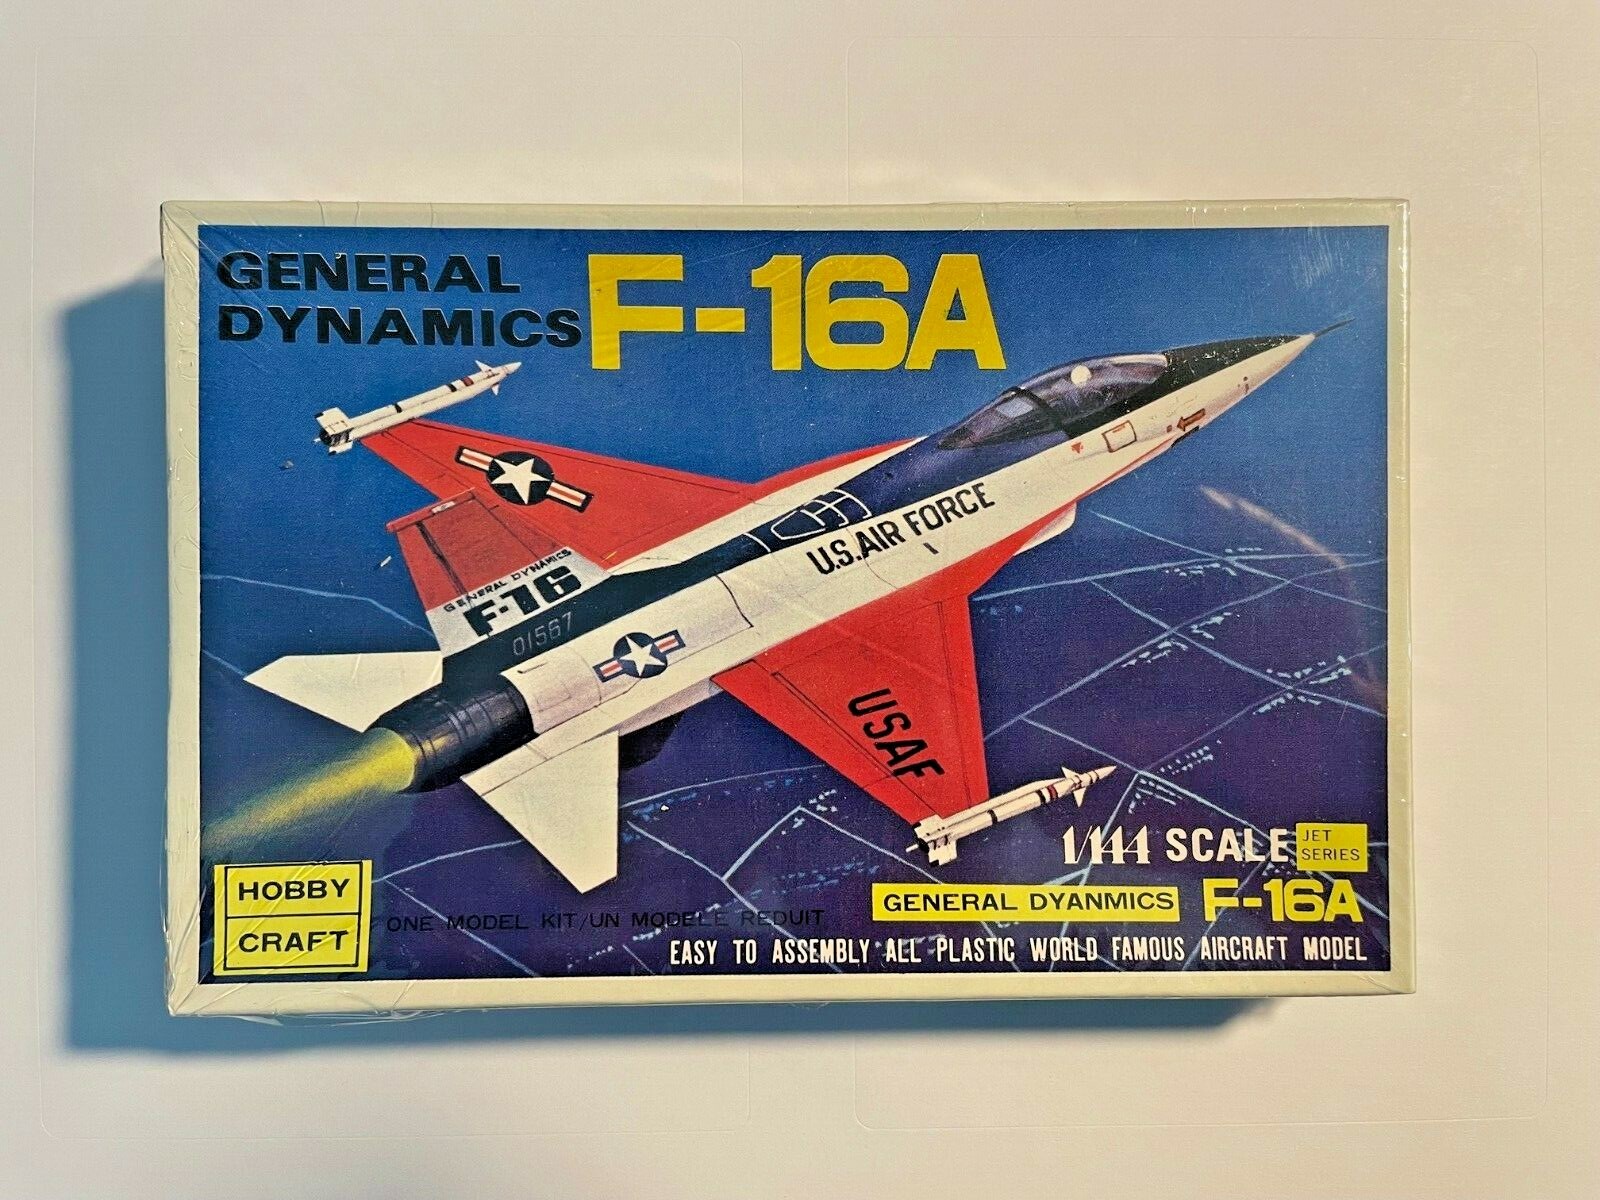 GENERAL
DYNAMICS
F-16A
GENERAL DYNAMICS
F-16
01567
U.S. AIR FORCE
USAF
1/144 SCALE
JET
SERIES
GENERAL DYANMICS F-16A
HOBBY
CRAFT
ONE MODEL KIT/UN MODELE REDUIT
EASY TO ASSEMBLY ALL PLASTIC WORLD FAMOUS AIRCRAFT MODEL